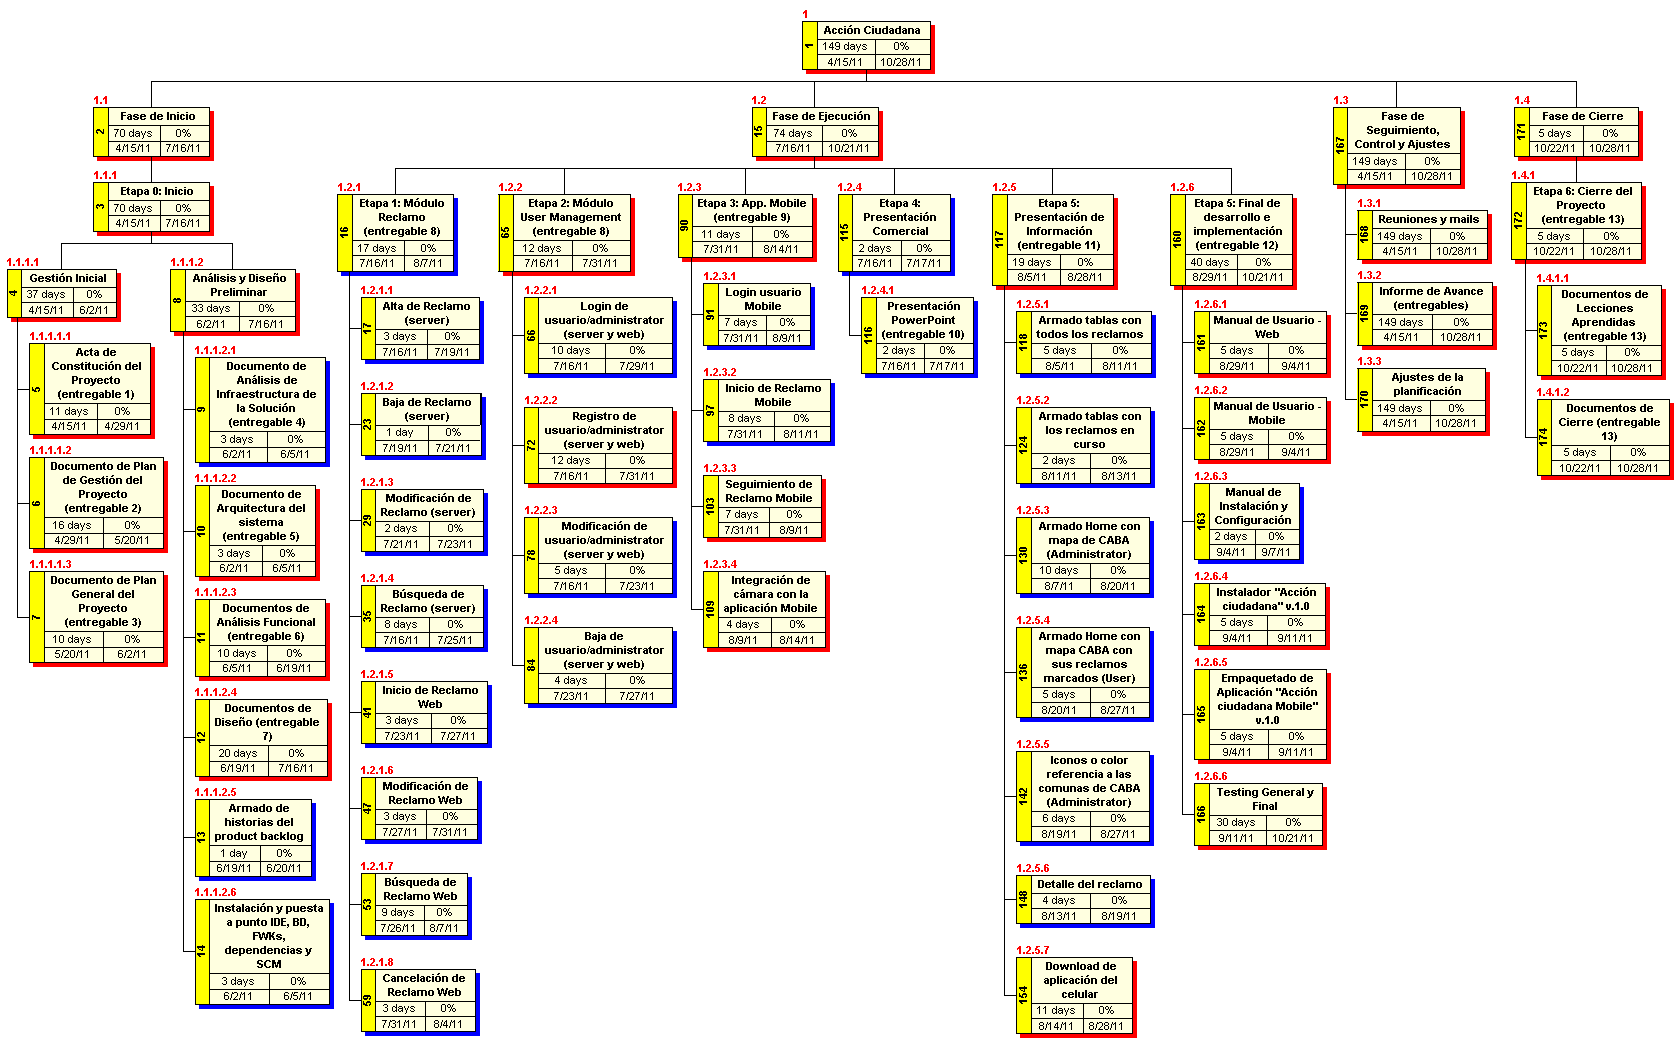 1
Acción Ciudadana
1
149 days 0%
4/15/11 10/28/11
1.1
Fase de Inicio
2
70 days 0%
4/15/11 7/16/11
1.1.1
Etapa 0: Inicio
3
70 days 0%
4/15/11 7/16/11
1.1.1.1
Gestión Inicial
4
37 days 0%
4/15/11 6/2/11
1.1.1.1.1
Acta de
Constitución del
Proyecto
(entregable 1)
5
11 days 0%
4/15/11 4/29/11
1.1.1.1.2
Documento de Plan
de Gestión del
Proyecto
(entregable 2)
6
16 days 0%
4/29/11 5/20/11
1.1.1.1.3
Documento de Plan
General del
Proyecto
(entregable 3)
7
10 days 0%
5/20/11 6/2/11
1.1.1.2
Análisis y Diseño
Preliminar
8
33 days 0%
6/2/11 7/16/11
1.1.1.2.1
Documento de
Análisis de
Infraestructura de
la Solución
(entregable 4)
9
3 days 0%
6/2/11 6/5/11
1.1.1.2.2
Documento de
Arquitectura del
sistema
(entregable 5)
10
3 days 0%
6/2/11 6/5/11
1.1.1.2.3
Documentos de
Análisis Funcional
(entregable 6)
11
10 days 0%
6/5/11 6/19/11
1.1.1.2.4
Documentos de
Diseño (entregable
7)
12
20 days 0%
6/19/11 7/16/11
1.1.1.2.5
Armado de
historias del
product backlog
13
1 day 0%
6/19/11 6/20/11
1.1.1.2.6
Instalación y puesta
a punto IDE, BD,
FWKs,
dependencias y
SCM
14
3 days 0%
6/2/11 6/5/11
1.2
Fase de Ejecución
15
74 days 0%
7/16/11 10/21/11
1.2.1
Etapa 1: Módulo
Reclamo
(entregable 8)
16
17 days 0%
7/16/11 8/7/11
1.2.1.1
Alta de Reclamo
(server)
17
3 days 0%
7/16/11 7/19/11
1.2.1.2
Baja de Reclamo
(server)
23
1 day 0%
7/19/11 7/21/11
1.2.1.3
Modificación de
Reclamo (server)
29
2 days 0%
7/21/11 7/23/11
1.2.1.4
Búsqueda de
Reclamo (server)
35
8 days 0%
7/16/11 7/25/11
1.2.1.5
Inicio de Reclamo
Web
41
3 days 0%
7/23/11 7/27/11
1.2.1.6
Modificación de
Reclamo Web
47
3 days 0%
7/27/11 7/31/11
1.2.1.7
Búsqueda de
Reclamo Web
53
9 days 0%
7/26/11 8/7/11
1.2.1.8
Cancelación de
Reclamo Web
59
3 days 0%
7/31/11 8/4/11
1.2.2
Etapa 2: Módulo
User Management
(entregable 8)
65
12 days 0%
7/16/11 7/31/11
1.2.2.1
Login de
usuario/administrator
(server y web)
66
10 days 0%
7/16/11 7/29/11
1.2.2.2
Registro de
usuario/administrator
(server y web)
72
12 days 0%
7/16/11 7/31/11
1.2.2.3
Modificación de
usuario/administrator
(server y web)
78
5 days 0%
7/16/11 7/23/11
1.2.2.4
Baja de
usuario/administrator
(server y web)
84
4 days 0%
7/23/11 7/27/11
1.2.3
Etapa 3: App. Mobile
(entregable 9)
90
11 days 0%
7/31/11 8/14/11
1.2.3.1
Login usuario
Mobile
91
7 days 0%
7/31/11 8/9/11
1.2.3.2
Inicio de Reclamo
Mobile
97
8 days 0%
7/31/11 8/11/11
1.2.3.3
Seguimiento de
Reclamo Mobile
103
7 days 0%
7/31/11 8/9/11
1.2.3.4
Integración de
cámara con la
aplicación Mobile
109
4 days 0%
8/9/11 8/14/11
1.2.4
Etapa 4:
Presentación
Comercial
115
2 days 0%
7/16/11 7/17/11
1.2.4.1
Presentación
PowerPoint
(entregable 10)
116
2 days 0%
7/16/11 7/17/11
1.2.5
Etapa 5:
Presentación de
Información
(entregable 11)
117
19 days 0%
8/5/11 8/28/11
1.2.5.1
Armado tablas con
todos los reclamos
118
5 days 0%
8/5/11 8/11/11
1.2.5.2
Armado tablas con
los reclamos en
curso
124
2 days 0%
8/11/11 8/13/11
1.2.5.3
Armado Home con
mapa de CABA
(Administrator)
130
10 days 0%
8/7/11 8/20/11
1.2.5.4
Armado Home con
mapa CABA con
sus reclamos
marcados (User)
136
5 days 0%
8/20/11 8/27/11
1.2.5.5
Iconos o color
referencia a las
comunas de CABA
(Administrator)
142
6 days 0%
8/19/11 8/27/11
1.2.5.6
Detalle del reclamo
148
4 days 0%
8/13/11 8/19/11
1.2.5.7
Download de
aplicación del
celular
154
11 days 0%
8/14/11 8/28/11
1.2.6
Etapa 5: Final de
desarrollo e
implementación
(entregable 12)
160
40 days 0%
8/29/11 10/21/11
1.2.6.1
Manual de Usuario -
Web
161
5 days 0%
8/29/11 9/4/11
1.2.6.2
Manual de Usuario -
Mobile
162
5 days 0%
8/29/11 9/4/11
1.2.6.3
Manual de
Instalación y
Configuración
163
2 days 0%
9/4/11 9/7/11
1.2.6.4
Instalador "Acción
ciudadana" v.1.0
164
5 days 0%
9/4/11 9/11/11
1.2.6.5
Empaquetado de
Aplicación "Acción
ciudadana Mobile"
v.1.0
165
5 days 0%
9/4/11 9/11/11
1.2.6.6
Testing General y
Final
166
30 days 0%
9/11/11 10/21/11
1.3
Fase de
Seguimiento,
Control y Ajustes
167
149 days 0%
4/15/11 10/28/11
1.3.1
Reuniones y mails
168
149 days 0%
4/15/11 10/28/11
1.3.2
Informe de Avance
(entregables)
169
149 days 0%
4/15/11 10/28/11
1.3.3
Ajustes de la
planificación
170
149 days 0%
4/15/11 10/28/11
1.4
Fase de Cierre
171
5 days 0%
10/22/11 10/28/11
1.4.1
Etapa 6: Cierre del
Proyecto
(entregable 13)
172
5 days 0%
10/22/11 10/28/11
1.4.1.1
Documentos de
Lecciones
Aprendidas
(entregable 13)
173
5 days 0%
10/22/11 10/28/11
1.4.1.2
Documentos de
Cierre (entregable
13)
174
5 days 0%
10/22/11 10/28/11